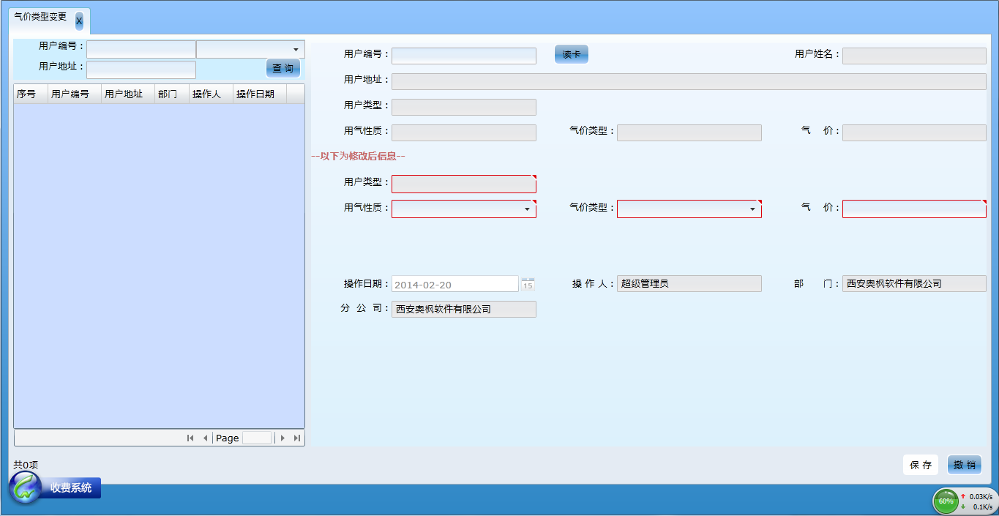 气价类型变更 X
用户编号：
用户地址： 查 询
序号 用户编号 用户地址 部门 操作人 操作日期
Page
共0项
用户编号： 读卡 用户姓名：
用户地址：
用户类型：
用气性质： 气价类型： 气 价：
--以下为修改后信息--
用户类型：
用气性质： 气价类型： 气 价：
操作日期： 2014-02-20 15 操 作 人： 超级管理员 部 门： 西安奥枫软件有限公司
分 公 司： 西安奥枫软件有限公司
保 存 撤 销
收费系统
60% 0.03K/s
0.1K/s